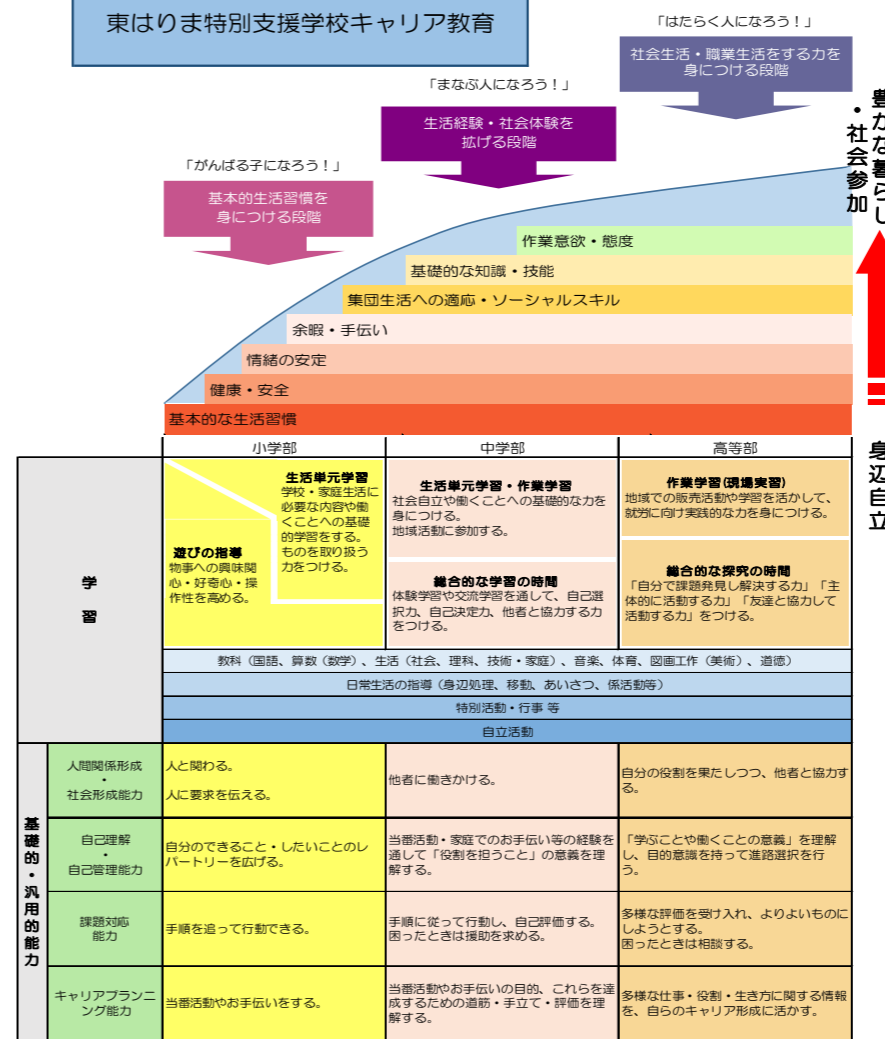 東はりま特別支援学校キャリア教育
「はたらく人になろう！」
社会生活・職業生活をする力を
身につける段階
「まなぶ人になろう！」
生活経験・社会体験を
拡げる段階
「がんばる子になろう！」
基本的生活習慣を
身につける段階
豊かな暮らし
・社会参加
作業意欲・態度
基礎的な知識・技能
集団生活への適応・ソーシャルスキル
余暇・手伝い
情緒の安定
健康・安全
基本的な生活習慣
身辺自立
小学部
中学部
高等部
学習
生活単元学習
学校・家庭生活に
必要な内容や働
くことへの基礎
的学習をする。
ものを取り扱う
力をつける。
遊びの指導
物事への興味関
心・好奇心・操
作性を高める。
生活単元学習・作業学習
社会自立や働くことへの基礎的な力を
身につける。
地域活動に参加する。
総合的な学習の時間
体験学習や交流学習を通して、自己選
択力、自己決定力、他者と協力する力
をつける。
作業学習(現場実習)
地域での販売活動や学習を活かして、
就労に向け実践的な力を身につける。
総合的な探究の時間
「自分で課題発見し解決する力」「主
体的に活動する力」「友達と協力して
活動する力」をつける。
教科（国語、算数（数学）、生活（社会、理科、技術・家庭）、音楽、体育、図画工作（美術）、道徳）
日常生活の指導（身辺処理、移動、あいさつ、係活動等）
特別活動・行事 等
自立活動
基礎的・汎用的能力
人間関係形成
・
社会形成能力
人と関わる。
人に要求を伝える。
他者に働きかける。
自分の役割を果たしつつ、他者と協力す
る。
自己理解
・
自己管理能力
自分のできること・したいことのレ
パートリーを広げる。
当番活動・家庭でのお手伝い等の経験を
通して「役割を担うこと」の意義を理
解する。
「学ぶことや働くことの意義」を理解
し、目的意識を持って進路選択を行
う。
課題対応
能力
手順を追って行動できる。
手順に従って行動し、自己評価する。
困ったときは援助を求める。
多様な評価を受け入れ、よりよいものに
しようとする。
困ったときは相談する。
キャリアプランニ
ング能力
当番活動やお手伝いをする。
当番活動やお手伝いの目的、これらを達
成するための道筋・手立て・評価を理
解する。
多様な仕事・役割・生き方に関する情報
を、自らのキャリア形成に活かす。